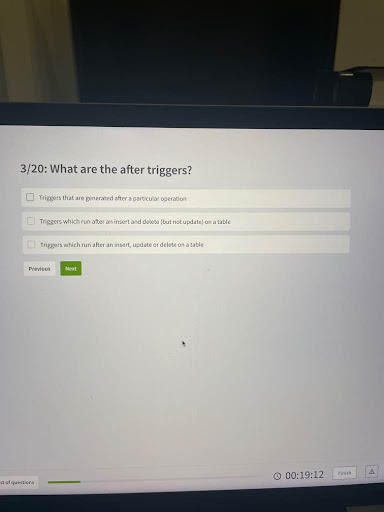 3/20: What are the after triggers?
Triggers that are generated after a particular operation
Triggers which run after an insert and delete (but not update) on a table
Triggers which run after an insert, update or delete on a table
Previous Next
st of questions 00:19:12 Finish